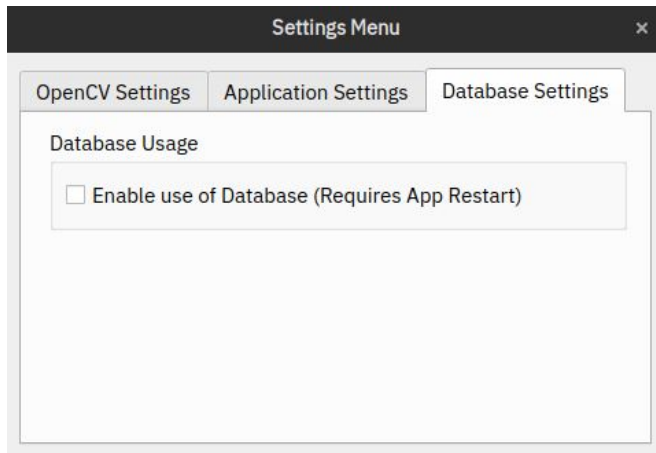 Settings Menu
×
OpenCV Settings
Application Settings
Database Settings
Database Usage
Enable use of Database (Requires App Restart)